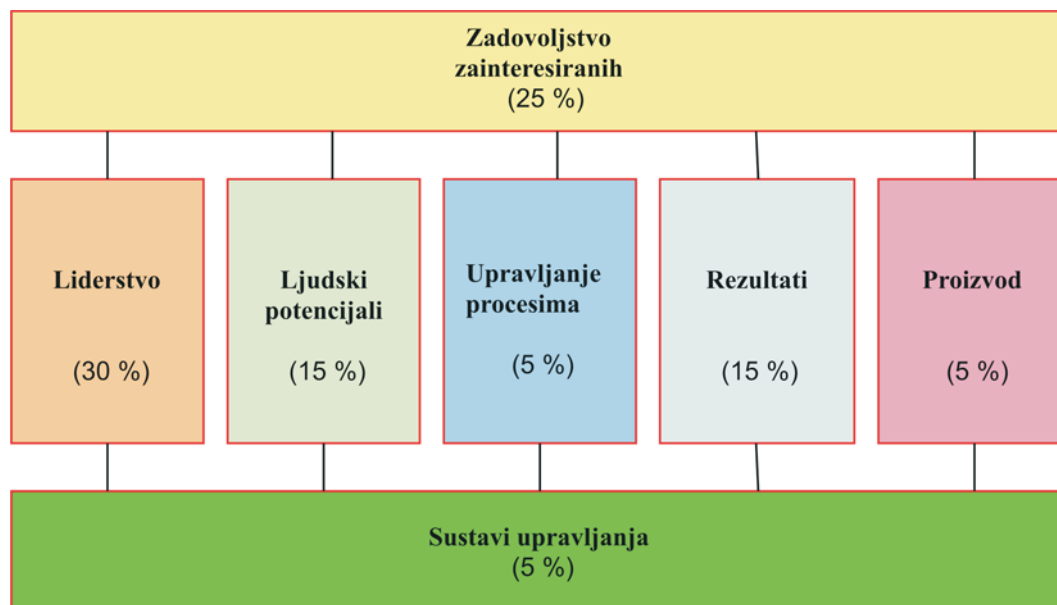 Zadovoljstvo
zainteresiranih
(25 %)
Liderstvo
(30 %)
Ljudski
potencijali
(15 %)
Upravljanje
procesima
(5 %)
Rezultati
(15 %)
Proizvod
(5 %)
Sustavi upravljanja
(5 %)